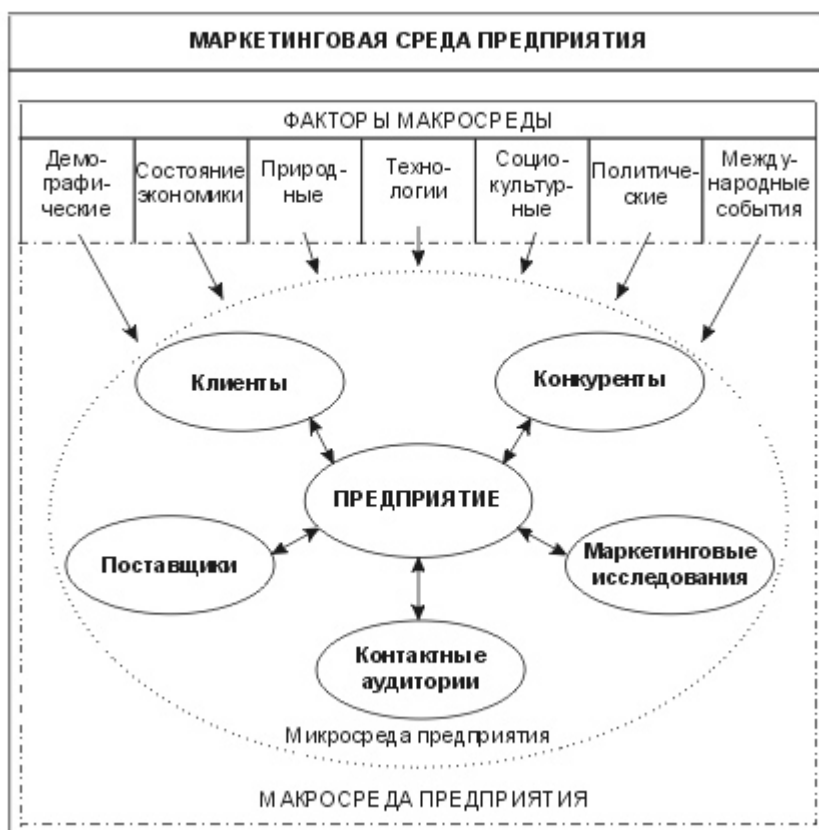 МАРКЕТИНГОВАЯ СРЕДА ПРЕДПРИЯТИЯ
ФАКТОРЫ МАКРОСРЕДЫ
Демо-
графи-
ческие
Состояние
экономики
Природ-
ные
Техно-
логии
Социо-
культур-
ные
Политиче-
ские
Между-
народные
события
Клиенты
Конкуренты
ПРЕДПРИЯТИЕ
Поставщики
Маркетинговые
исследования
Контактные
аудитории
Микросреда предприятия
МАКРОСРЕДА ПРЕДПРИЯТИЯ